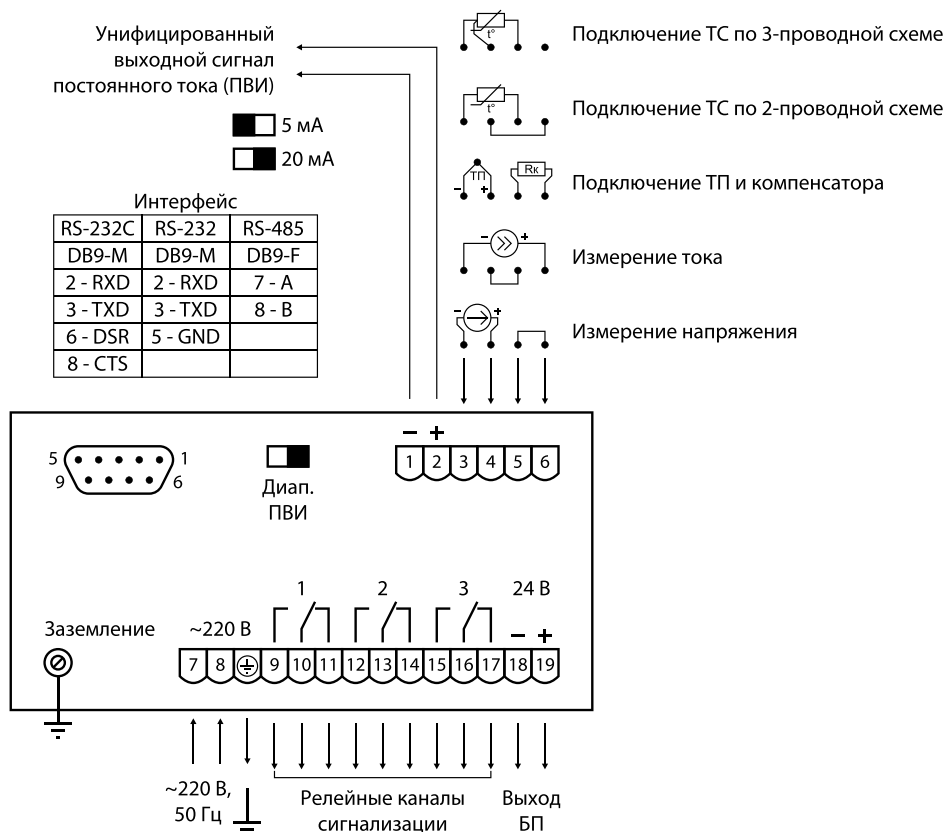 Унифицированный
выходной сигнал
постоянного тока (ПВИ)
5 мА
20 мА
Интерфейс
RS-232C RS-232 RS-485
DB9-M DB9-M DB9-F
2 - RXD 2 - RXD 7 - A
3 - TXD 3 - TXD 8 - B
6 - DSR 5 - GND
8 - CTS
t°
Подключение ТС по 3-проводной схеме
t°
Подключение ТС по 2-проводной схеме
ТП
- +
Rк
Подключение ТП и компенсатора
- +
Измерение тока
- +
Измерение напряжения
- +
1 2 3 4 5 6
5 1
9 6
Диап.
ПВИ
1 2 3 24 В
Заземление ~220 В - +
7 8 9 10 11 12 13 14 15 16 17 18 19
~220 В,
50 Гц
Релейные каналы
сигнализации
Выход
БП